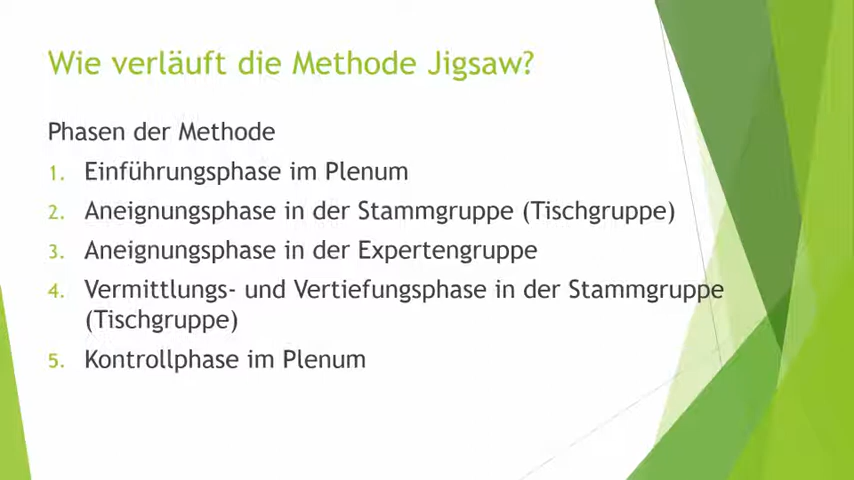 Wie verläuft die Methode Jigsaw?
Phasen der Methode
1. Einführungsphase im Plenum
2. Aneignungsphase in der Stammgruppe (Tischgruppe)
3. Aneignungsphase in der Expertengruppe
4. Vermittlungs- und Vertiefungsphase in der Stammgruppe
(Tischgruppe)
5. Kontrollphase im Plenum